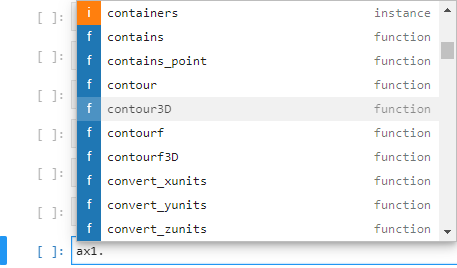 [ ]: i containers instance
f contains function
[ ]: f contains_point function
f contour function
[ ]: f contour3D function
f contourf function
[ ]: f contourf3D function
[ ]: f convert_xunits function
f convert_yunits function
[ ]: f convert_zunits function
[ ]: ax1.